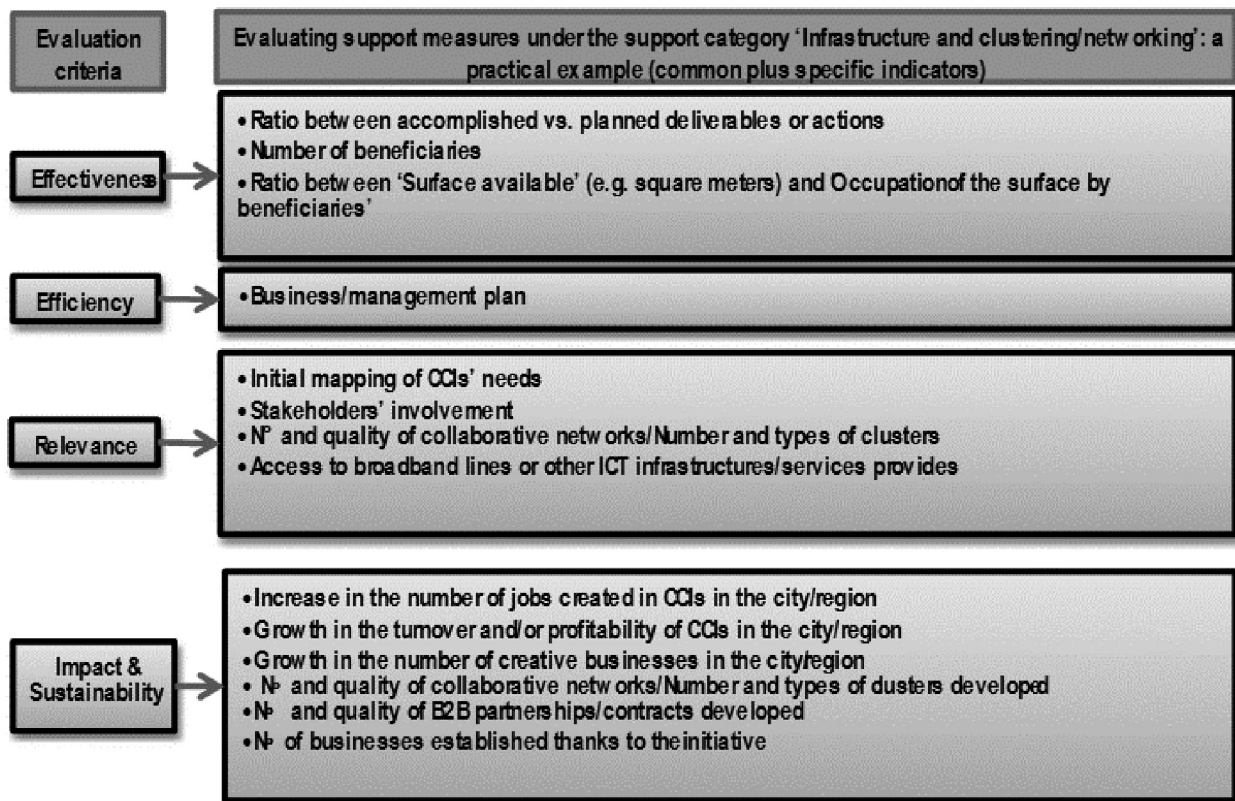 Evaluation
criteria
Evaluating support measures under the support category ‘Infrastructure and clustering/networking’: a
practical example (common plus specific indicators)
Effectiveness
• Ratio between accomplished vs. planned deliverables or actions
• Number of beneficiaries
• Ratio between ‘Surface available’ (e.g. square meters) and Occupationof the surface by
beneficiaries’
Efficiency
• Business/management plan
Relevance
• Initial mapping of CCIs’ needs
• Stakeholders’ involvement
• N° and quality of collaborative networks/Number and types of clusters
• Access to broadband lines or other ICT infrastructures/services provides
Impact &
Sustainability
• Increase in the number of jobs created in CCIs in the city/region
• Growth in the turnover and/or profitability of CCIs in the city/region
• Growth in the number of creative businesses in the city/region
• N° and quality of collaborative networks/Number and types of clusters developed
• N° and quality of B2B partnerships/contracts developed
• N° of businesses established thanks to theinitiative